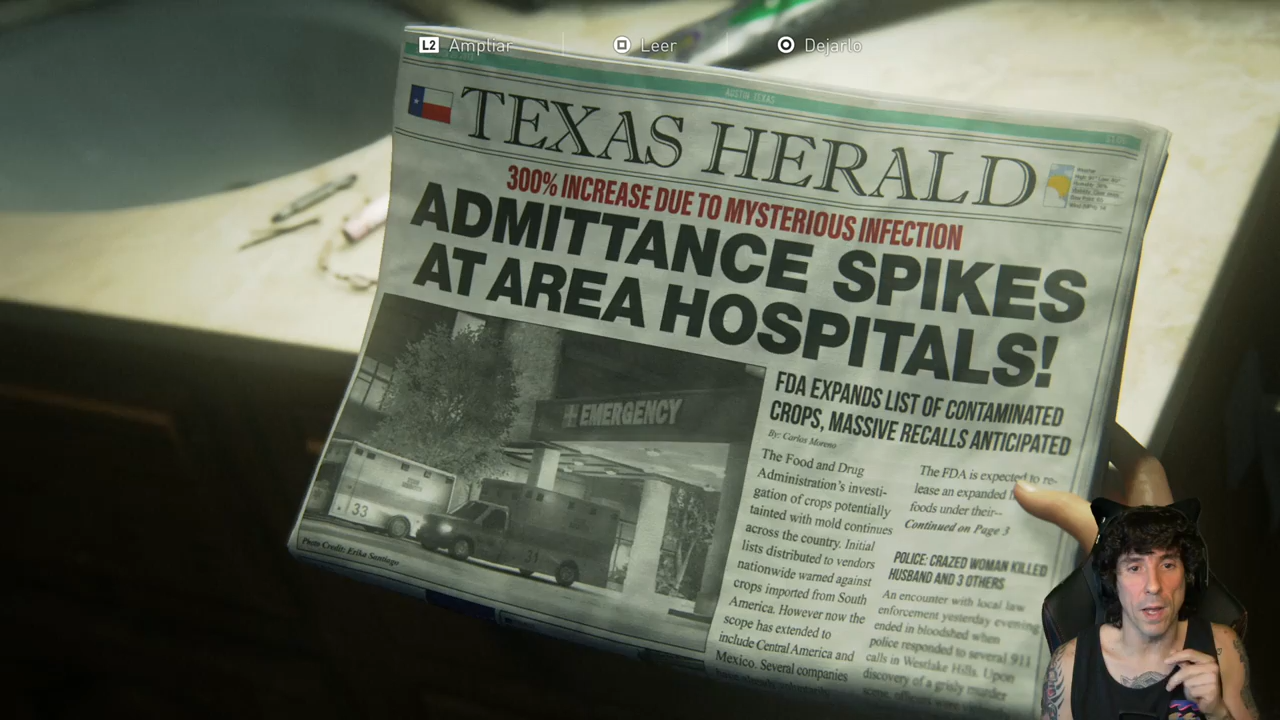 L2 Ampliar
Leer
Dejarlo
AUSTIN TEXAS
TEXAS HERALD
300% INCREASE DUE TO MYSTERIOUS INFECTION
ADMITTANCE SPIKES
AT AREA HOSPITALS!
EMERGENCY
33
31
Photo Credit: Erika Santiago
FDA EXPANDS LIST OF CONTAMINATED
CROPS, MASSIVE RECALLS ANTICIPATED
By: Carlos Moreno
The Food and Drug
Administration's investi-
gation of crops potentially
tainted with mold continues
across the country. Initial
lists distributed to vendors
nationwide warned against
crops imported from South
America. However now the
scope has extended to
include Central America and
Mexico. Several companies
The FDA is expected to re-
lease an expanded
foods under their--
Continued on Page 3
POLICE: CRAZED WOMAN KILLED
HUSBAND AND 3 OTHERS
An encounter with local law
enforcement yesterday evening
ended in bloodshed when
police responded to several 911
calls in Westlake Hills. Upon
discovery of a grisly murder